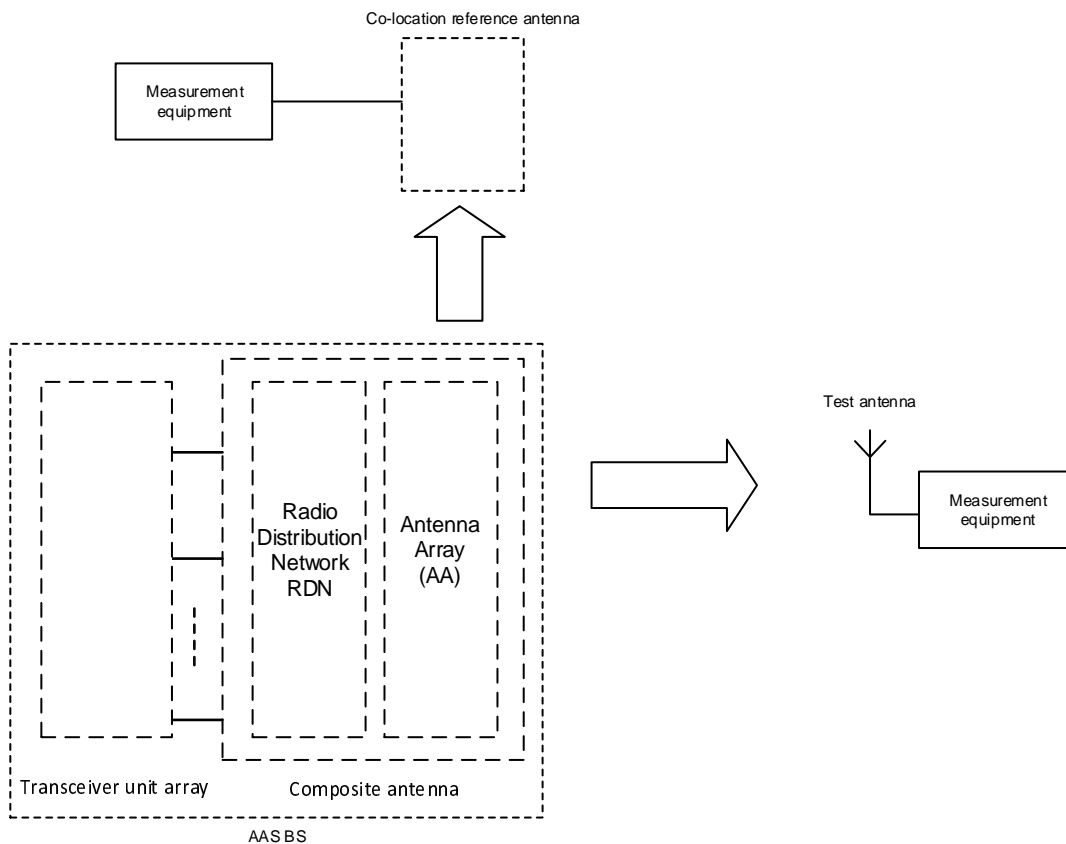 Co-location reference antenna
Measurement
equipment
Test antenna
Measurement
equipment
Radio
Distribution
Network
RDN
Antenna
Array
(AA)
Transceiver unit array
Composite antenna
AAS BS